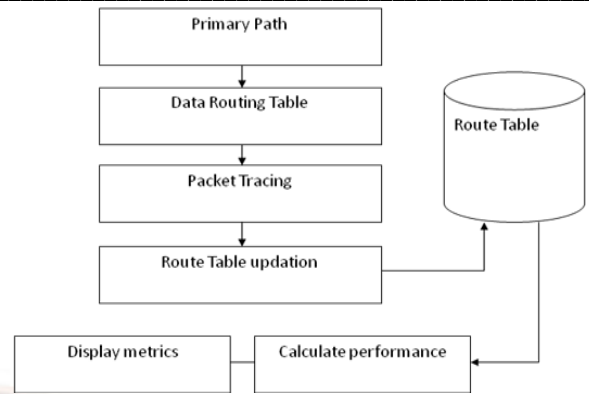 Primary Path
Data Routing Table
Route Table
Packet Tracing
Route Table updation
Display metrics
Calculate performance